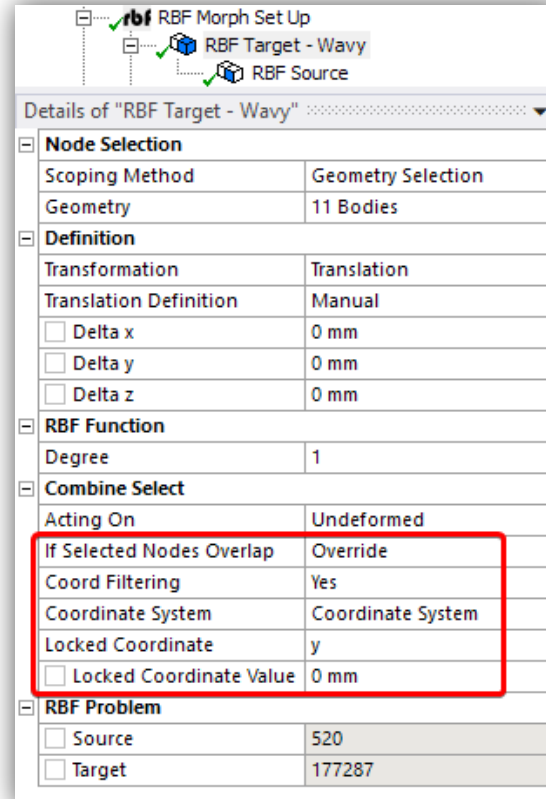 rbf RBF Morph Set Up
RBF Target - Wavy
RBF Source
Details of "RBF Target - Wavy"
Node Selection
Scoping Method Geometry Selection
Geometry 11 Bodies
Definition
Transformation Translation
Translation Definition Manual
Delta x 0 mm
Delta y 0 mm
Delta z 0 mm
RBF Function
Degree 1
Combine Select
Acting On Undeformed
If Selected Nodes Overlap Override
Coord Filtering Yes
Coordinate System Coordinate System
Locked Coordinate y
Locked Coordinate Value 0 mm
RBF Problem
Source 520
Target 177287